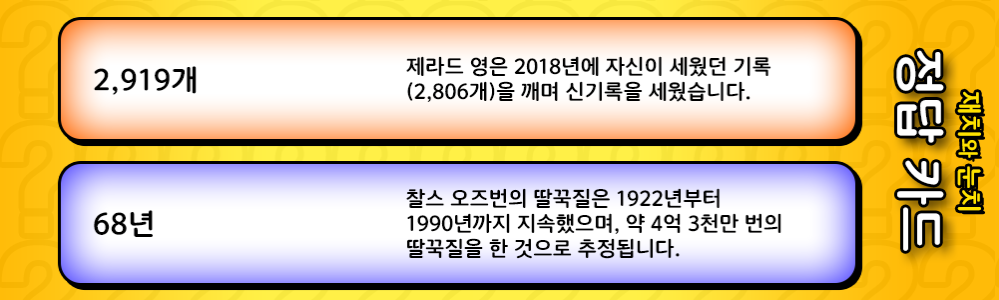 2,919개
제라드 영은 2018년에 자신이 세웠던 기록
(2,806개)을 깨며 신기록을 세웠습니다.
68년
찰스 오즈번의 딸꾹질은 1922년부터
1990년까지 지속했으며, 약 4억 3천만 번의
딸꾹질을 한 것으로 추정됩니다.
재치와 눈치
정답 카드